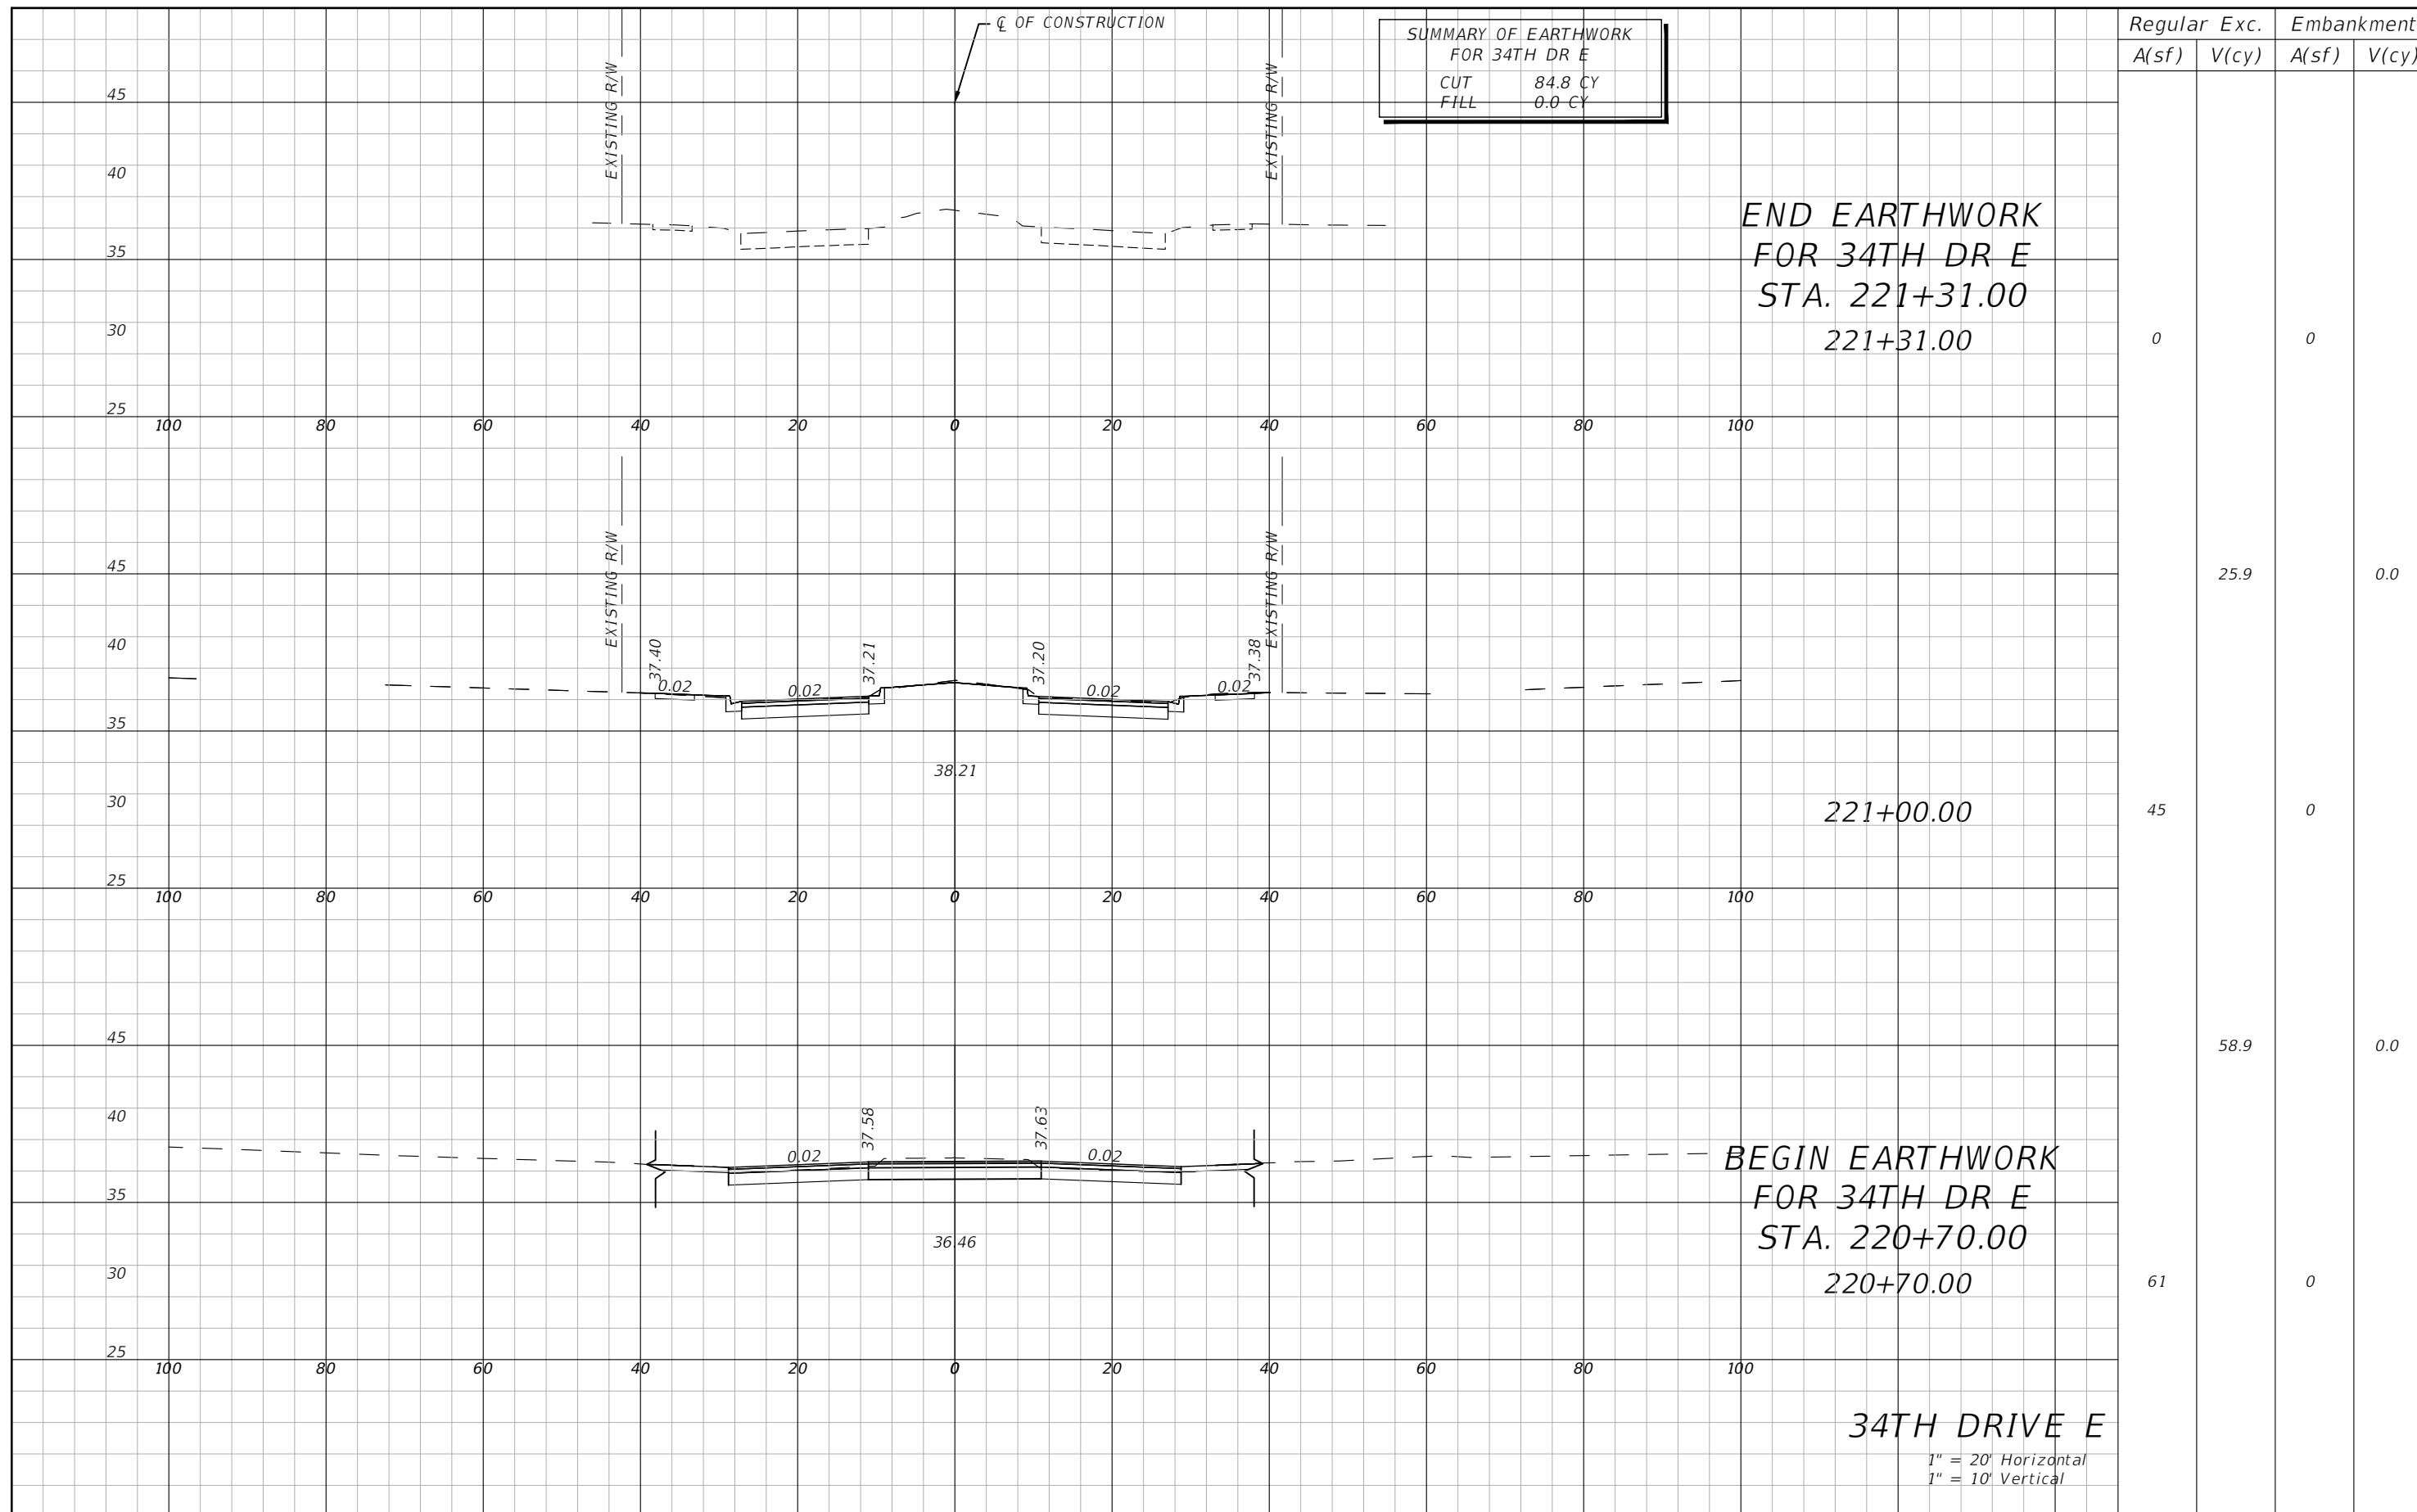 ℄ OF CONSTRUCTION
SUMMARY OF EARTHWORK
FOR 34TH DR E
CUT 84.8 CY
FILL 0.0 CY
Regular Exc. Embankment
A(sf) V(cy) A(sf) V(cy)
EXISTING R/W
EXISTING R/W
45
40
35
30
25
END EARTHWORK
FOR 34TH DR E
STA. 221+31.00
221+31.00
0 0
100 80 60 40 20 0 20 40 60 80 100
25.9 0.0
EXISTING R/W
EXISTING R/W
45
40
35
30
25
37.40
37.21
37.20
37.38
0.02 0.02 0.02 0.02
38.21
221+00.00
45 0
100 80 60 40 20 0 20 40 60 80 100
58.9 0.0
45
40
35
30
25
37.58
37.63
0.02 0.02
36.46
BEGIN EARTHWORK
FOR 34TH DR E
STA. 220+70.00
220+70.00
61 0
100 80 60 40 20 0 20 40 60 80 100
34TH DRIVE E
1" = 20' Horizontal
1" = 10' Vertical